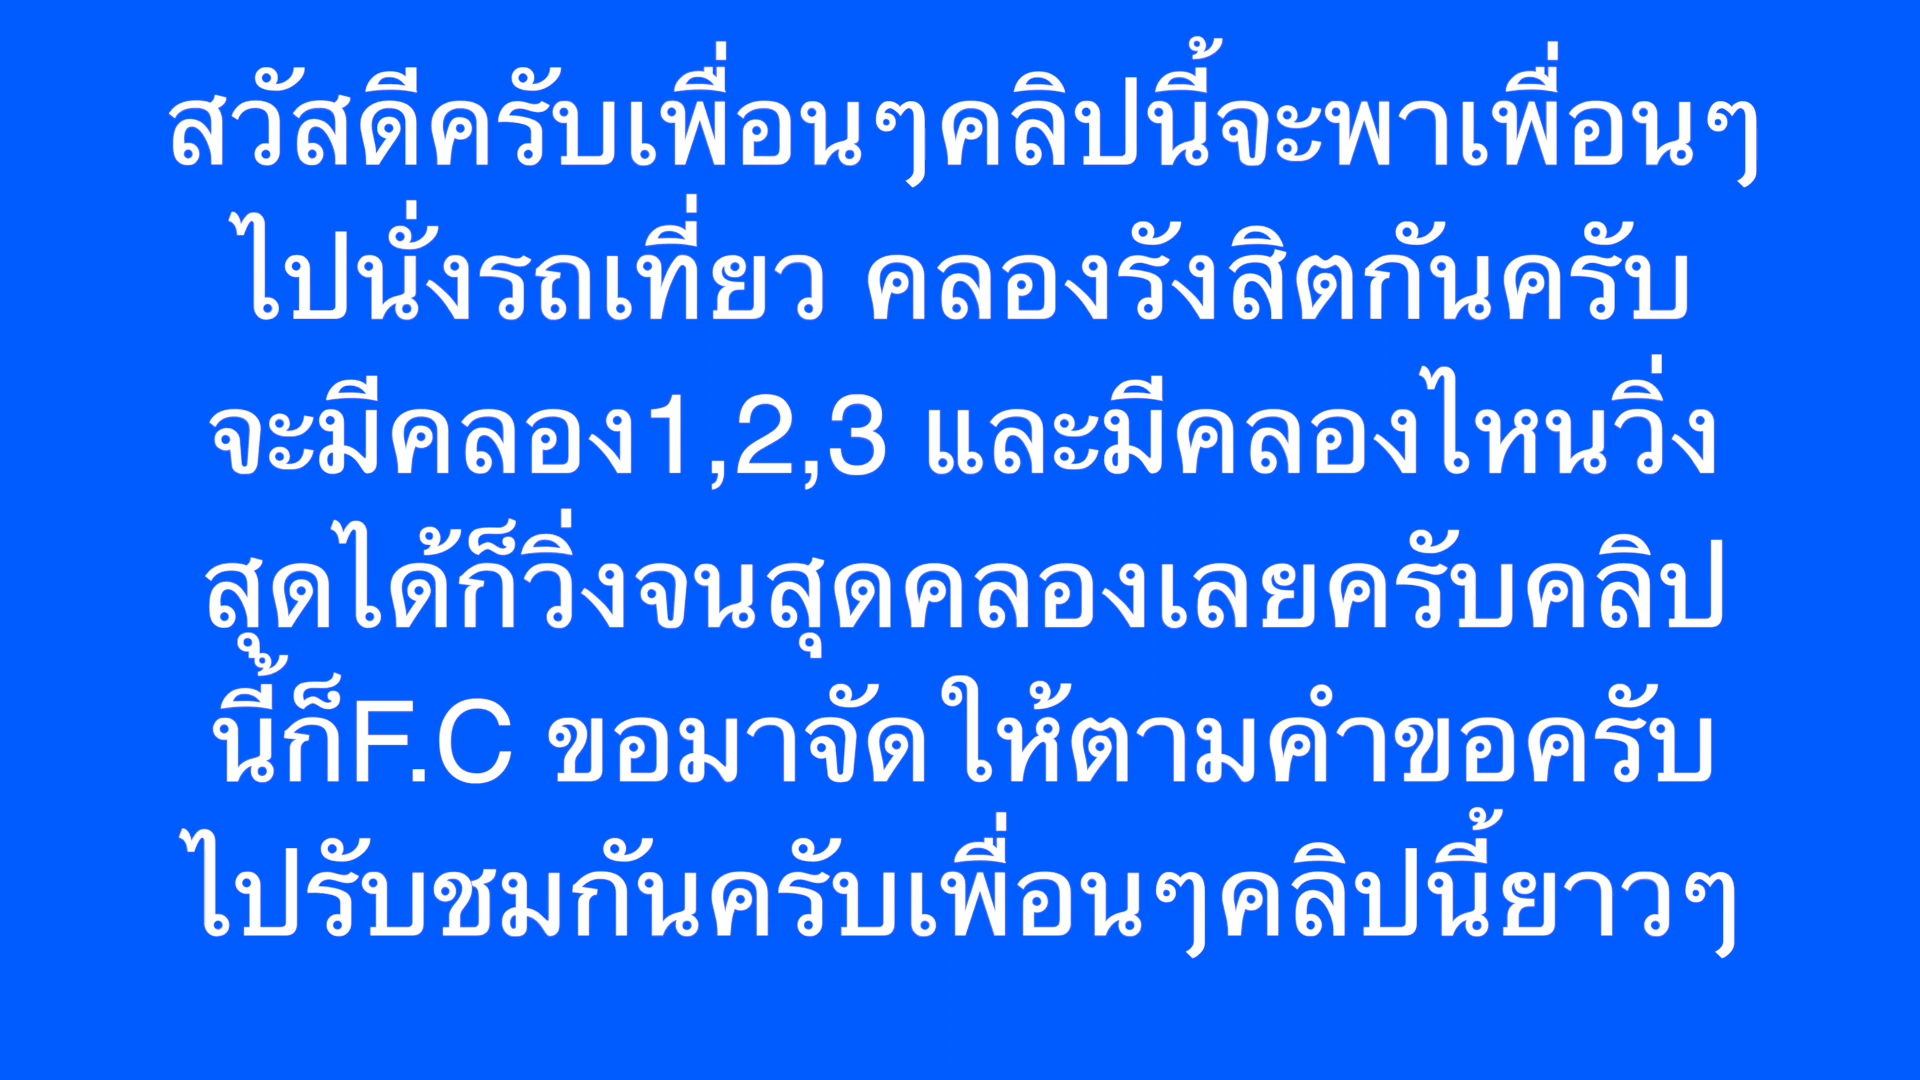 สวัสดีครับเพื่อนๆคลิปนี้จะพาเพื่อนๆ
ไปนั่งรถเที่ยว คลองรังสิตกันครับ
จะมีคลอง1,2,3 และมีคลองไหนวิ่ง
สุดได้ก็วิ่งจนสุดคลองเลยครับคลิป
นี้ก็F.C ขอมาจัดให้ตามคำขอครับ
ไปรับชมกันครับเพื่อนๆคลิปนี้ยาวๆ